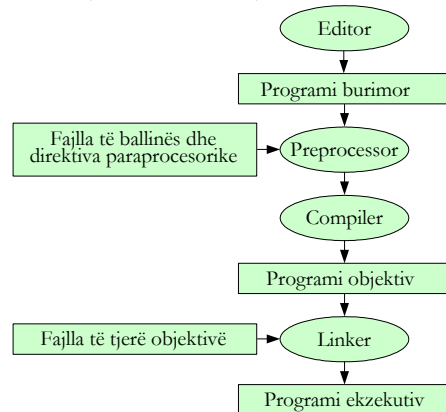 Editor
Programi burimor
Fajlla të ballinës dhe
direktiva paraprocesorike
Preprocessor
Compiler
Programi objektiv
Fajlla të tjerë objektivë
Linker
Programi ekzekutiv